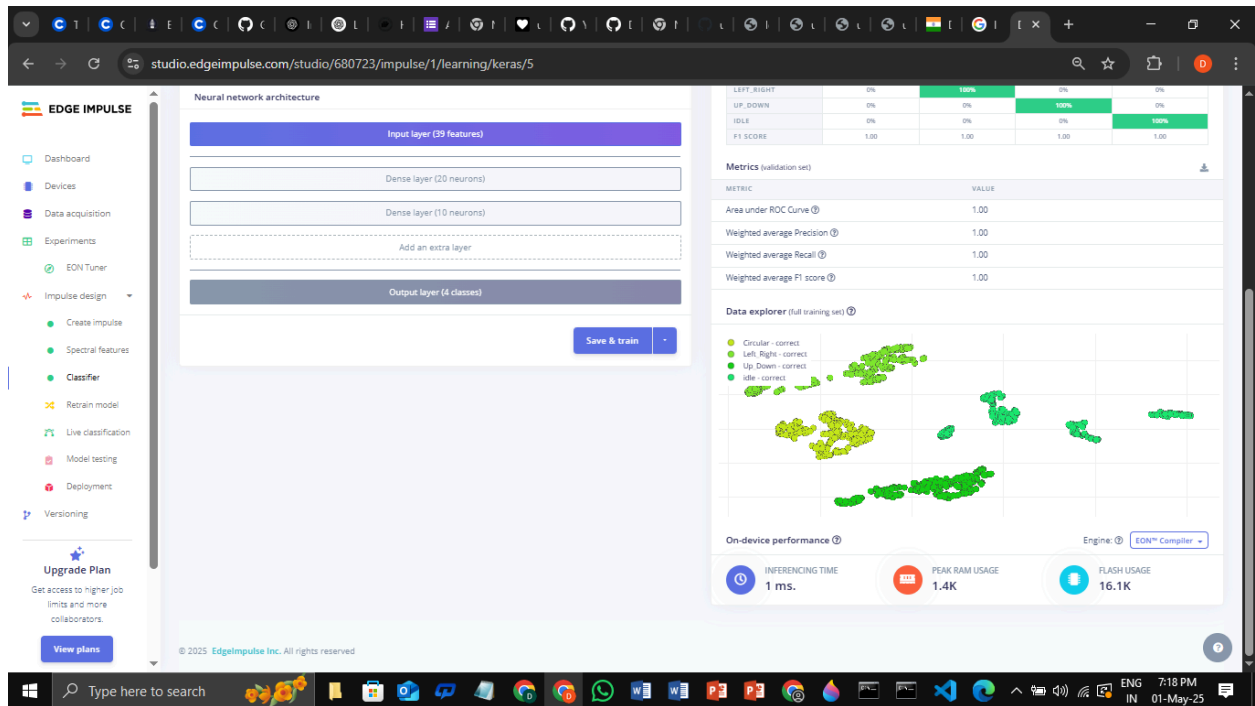 studio.edgeimpulse.com/studio/680723/impulse/1/learning/keras/5
D
EDGE IMPULSE
Dashboard
Devices
Data acquisition
Experiments
EON Tuner
Impulse design
Create impulse
Spectral features
Classifier
Retrain model
Live classification
Model testing
Deployment
Versioning
Upgrade Plan
Get access to higher job
limits and more
collaborators.
View plans
Neural network architecture
Input layer (39 features)
Dense layer (20 neurons)
Dense layer (10 neurons)
Add an extra layer
Output layer (4 classes)
Save & train
LEFT_RIGHT 0% 100% 0% 0%
UP_DOWN 0% 0% 100% 0%
IDLE 0% 0% 0% 100%
F1 SCORE 1.00 1.00 1.00 1.00
Metrics (validation set)
METRIC VALUE
Area under ROC Curve 1.00
Weighted average Precision 1.00
Weighted average Recall 1.00
Weighted average F1 score 1.00
Data explorer (full training set)
Circular - correct
Left_Right - correct
Up_Down - correct
idle - correct
On-device performance
Engine: EON™ Compiler
INFERENCING TIME
1 ms.
PEAK RAM USAGE
1.4K
FLASH USAGE
16.1K
© 2025 EdgeImpulse Inc. All rights reserved
Type here to search
ENG
IN
7:18 PM
01-May-25